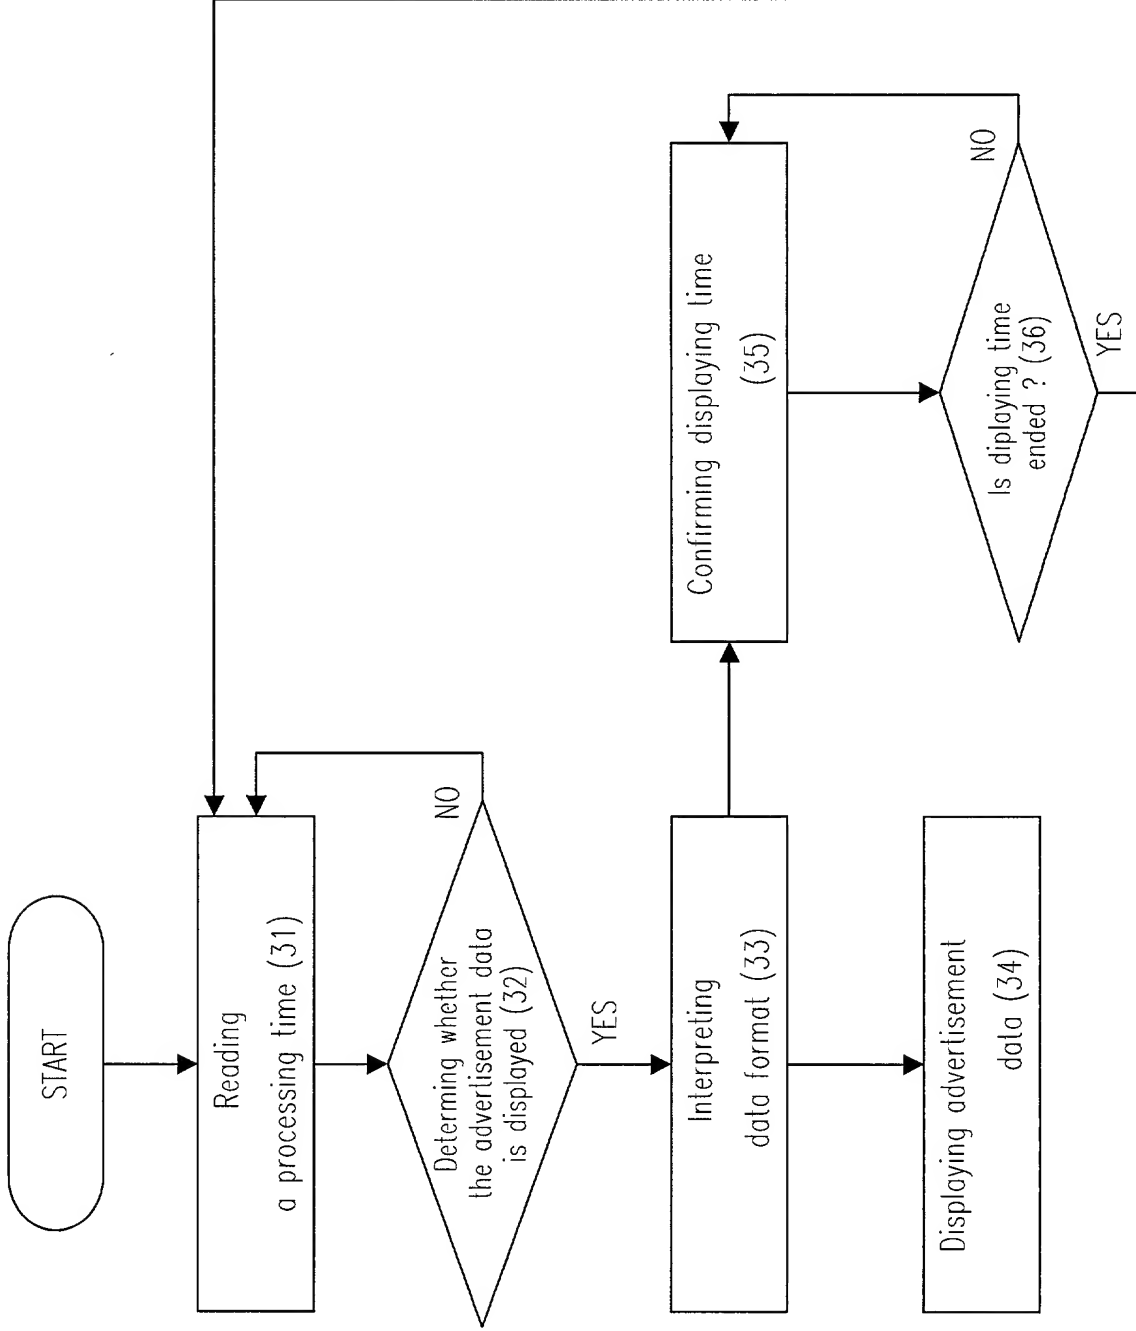 START
Reading
a processing time (31)
Determing whether
the advertisement data
is displayed (32)
NO
YES
Interpreting
data format (33)
Displaying advertisement
data (34)
Confirming displaying time
(35)
Is diplaying time
ended ? (36)
NO
YES